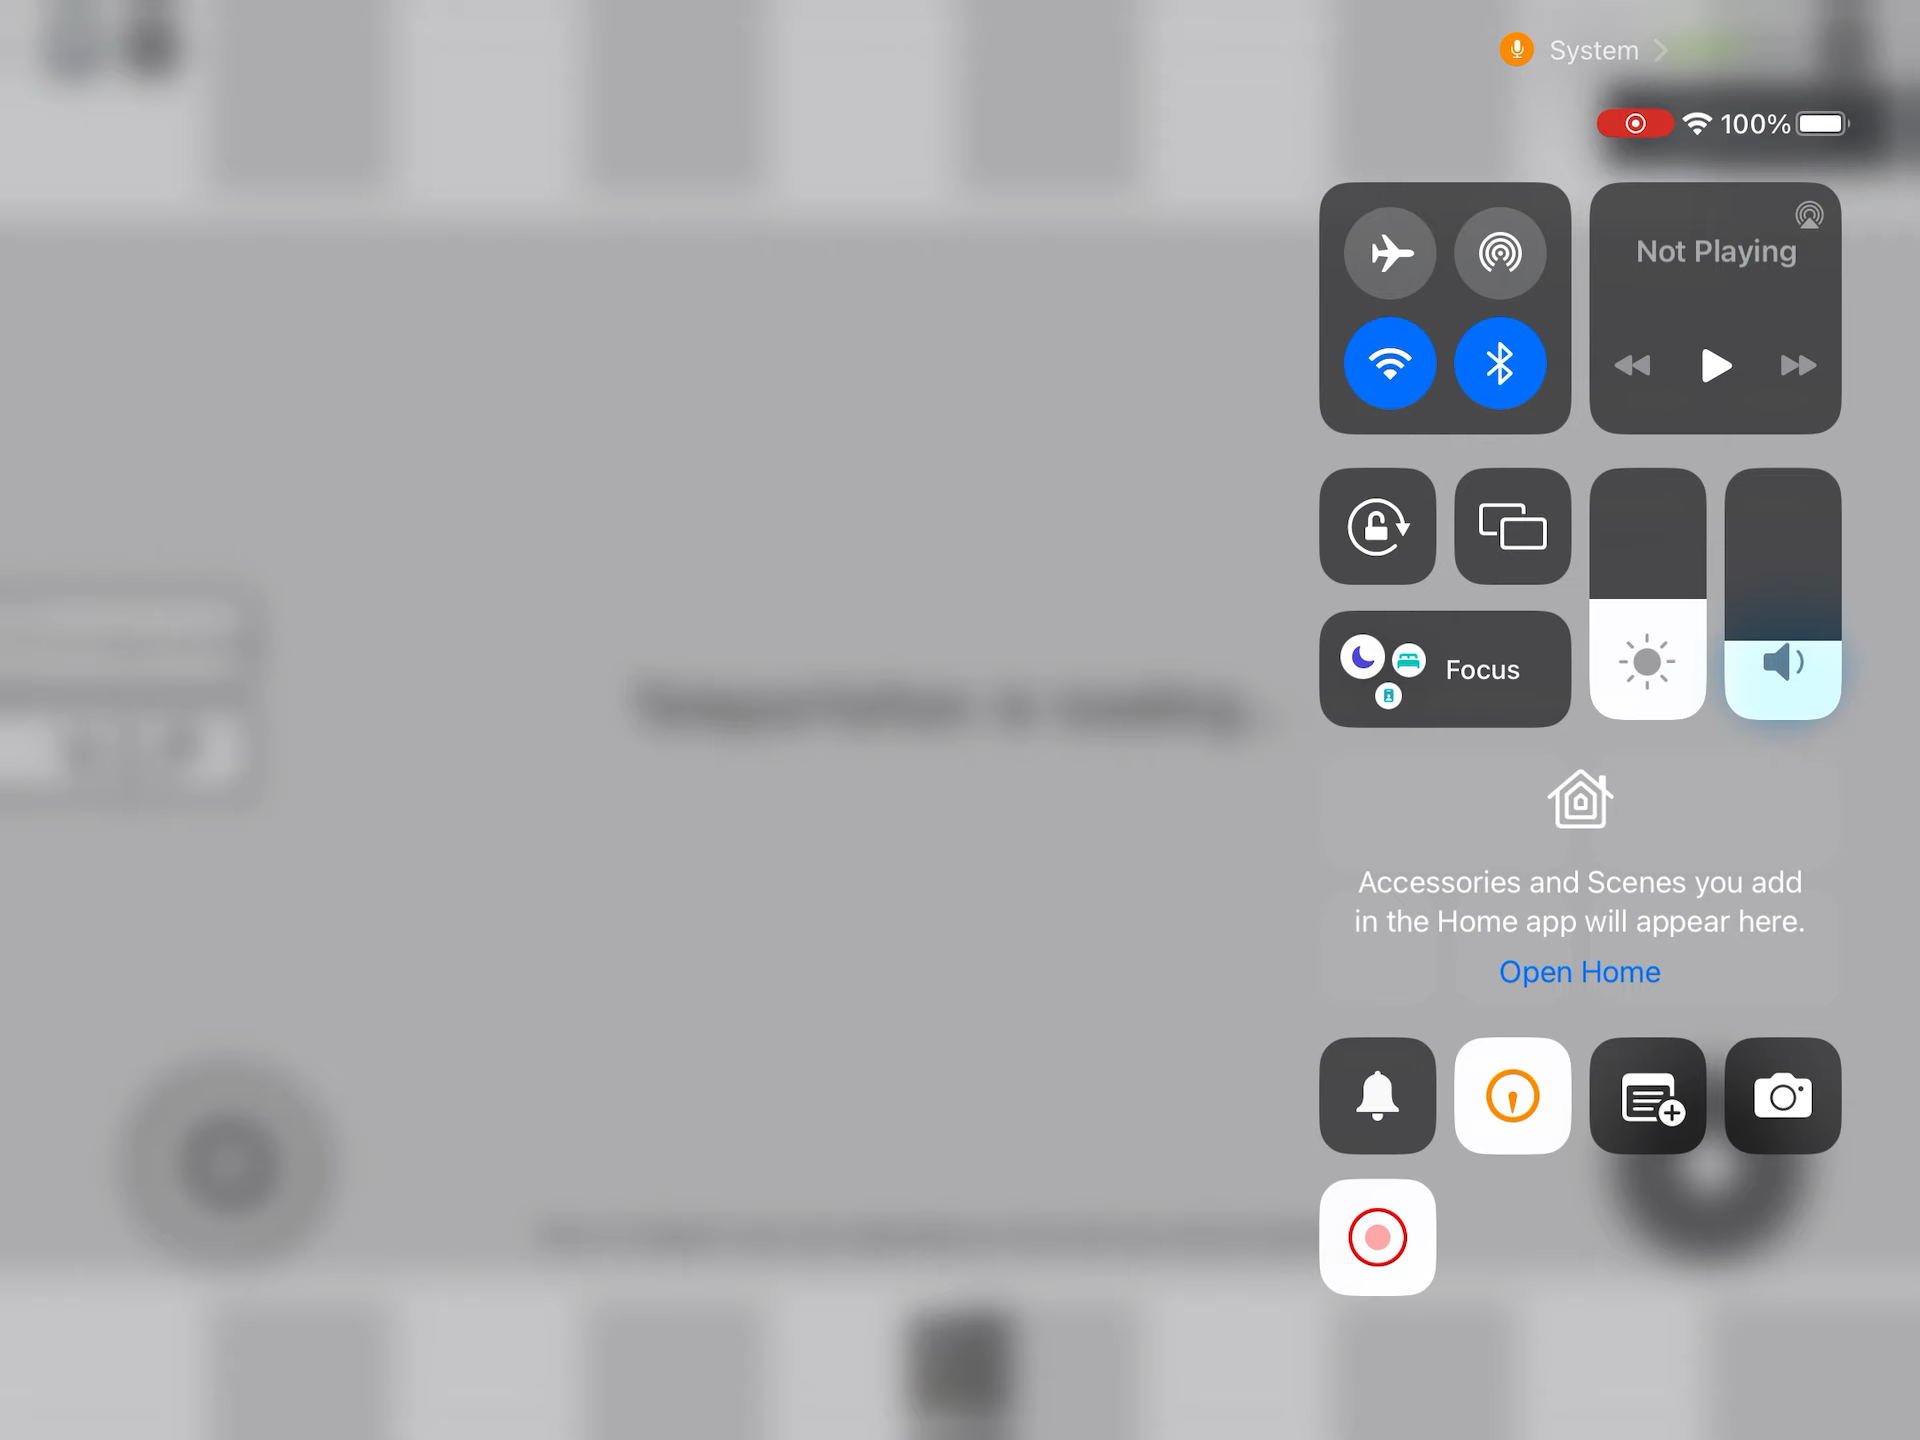 System
100%
Not Playing
Focus
Accessories and Scenes you add
in the Home app will appear here.
Open Home